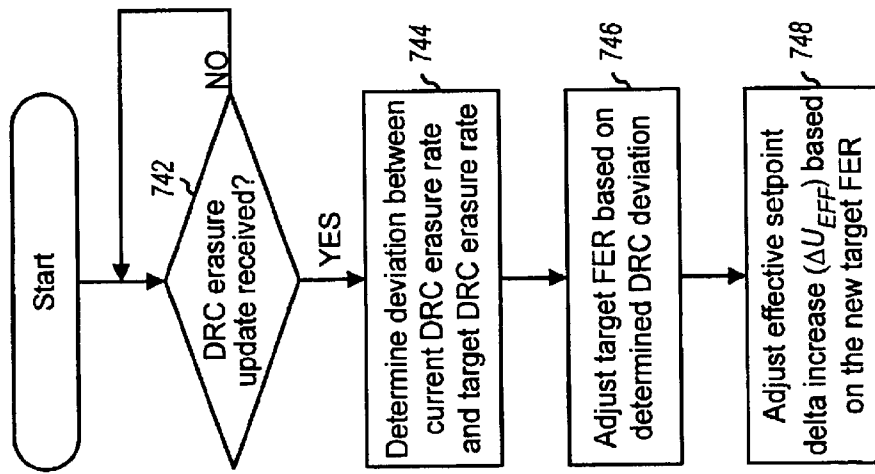 Start
742
DRC erasure
update received?
NO
YES
744
Determine deviation between
current DRC erasure rate
and target DRC erasure rate
746
Adjust target FER based on
determined DRC deviation
748
Adjust effective setpoint
delta increase (ΔU_EFF) based
on the new target FER